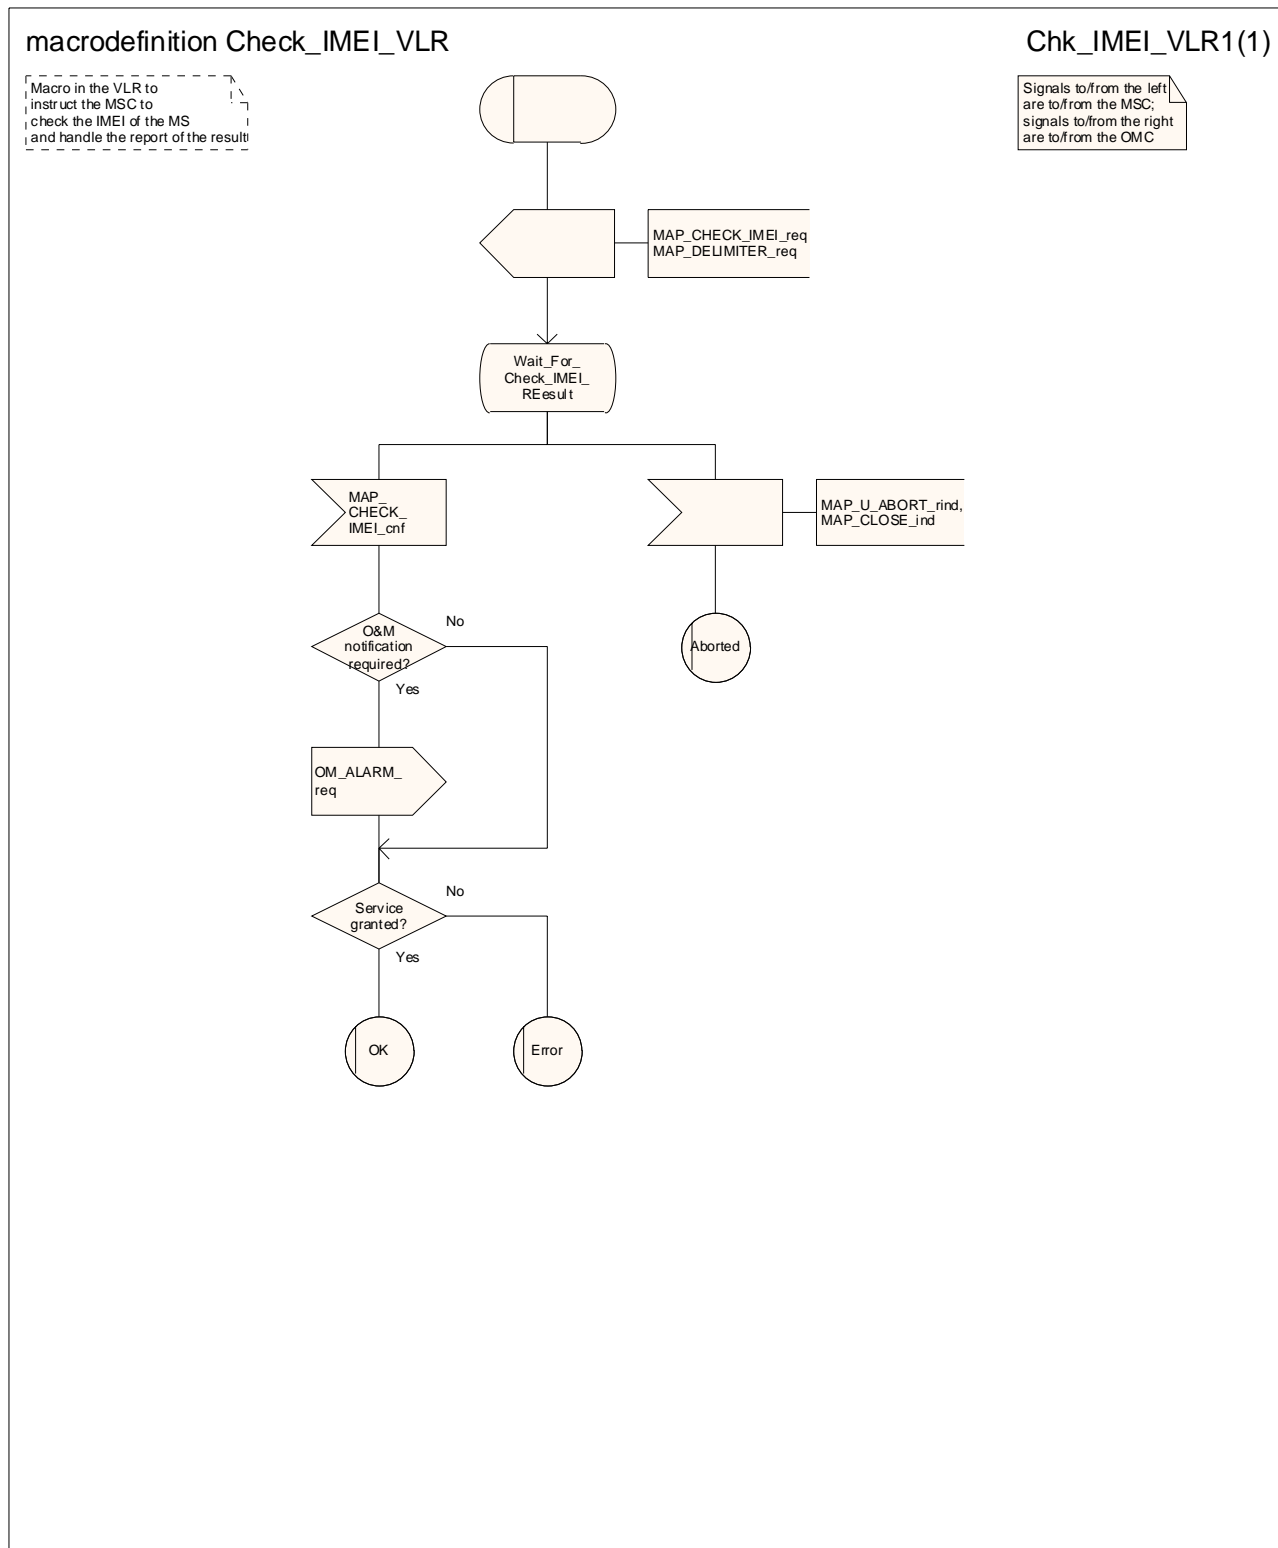 macrodefinition Check_IMEI_VLR
Chk_IMEI_VLR1(1)
Macro in the VLR to
instruct the MSC to
check the IMEI of the MS
and handle the report of the result
Signals to/from the left
are to/from the MSC;
signals to/from the right
are to/from the OMC
MAP_CHECK_IMEI_req
MAP_DELIMITER_req
Wait_For_
Check_IMEI_
REesult
MAP_
CHECK_
IMEI_cnf
MAP_U_ABORT_rind,
MAP_CLOSE_ind
O&M
notification
required?
No
Yes
Aborted
OM_ALARM_
req
Service
granted?
No
Yes
OK
Error